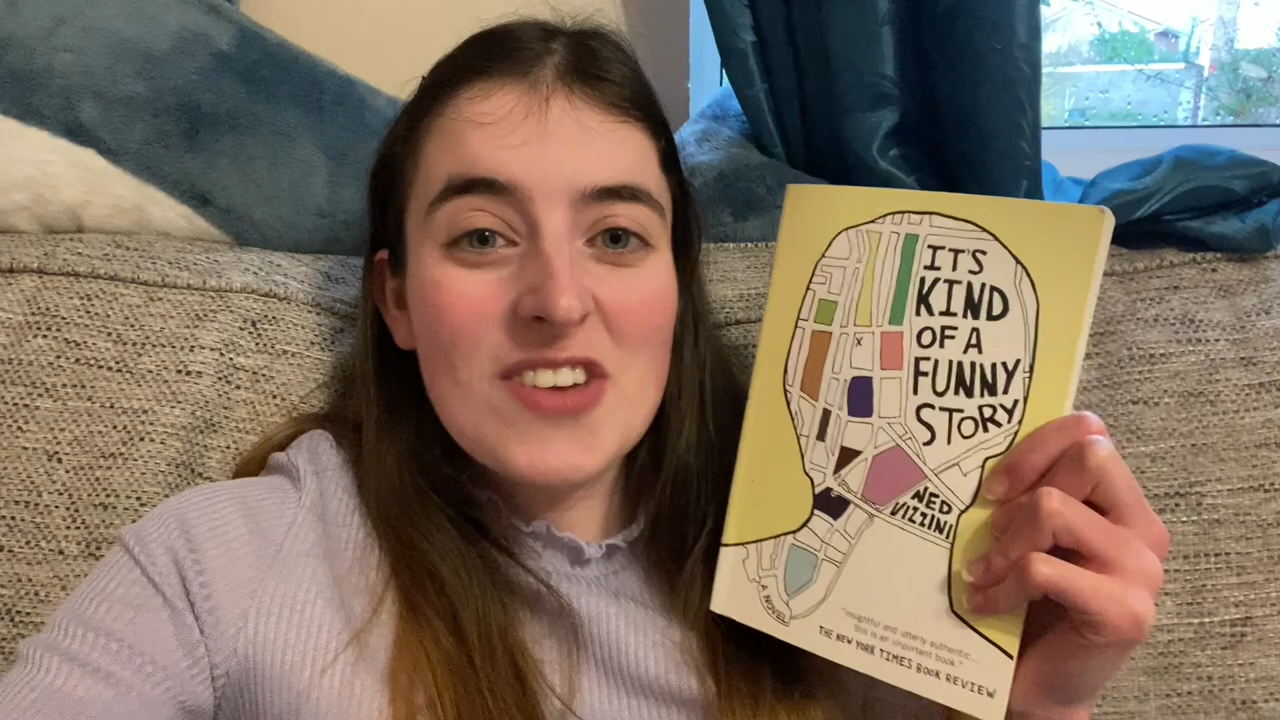 IT'S
KIND
OF A
FUNNY
STORY
X
NED
VIZZINI
A NOVEL
"Insightful and utterly authentic...
This is an important book."
THE NEW YORK TIMES BOOK REVIEW